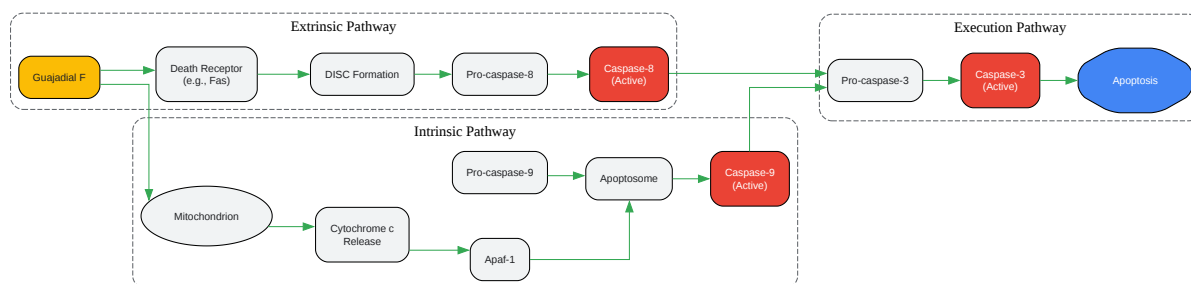 Extrinsic Pathway
Guajadial F
Death Receptor
(e.g., Fas)
DISC Formation
Pro-caspase-8
Caspase-8
(Active)
Execution Pathway
Pro-caspase-3
Caspase-3
(Active)
Apoptosis
Intrinsic Pathway
Pro-caspase-9
Apoptosome
Caspase-9
(Active)
Mitochondrion
Cytochrome c
Release
Apaf-1